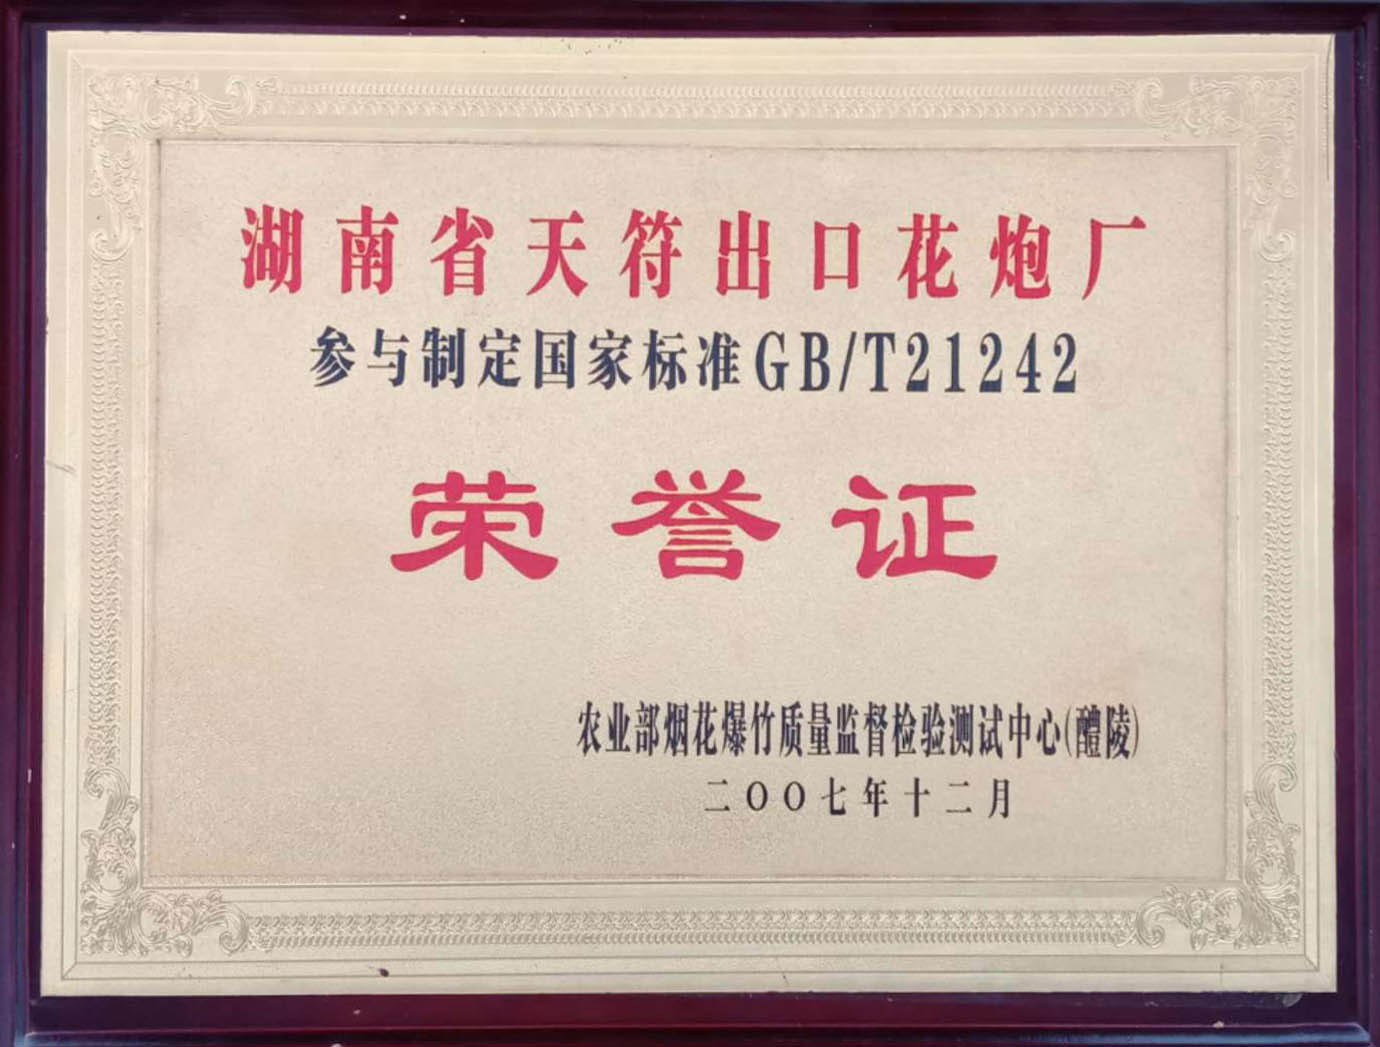 湖南省天符出口花炮厂
参与制定国家标准GB/T21242
荣誉证
农业部烟花爆竹质量监督检验测试中心(醴陵)
二〇〇七年十二月